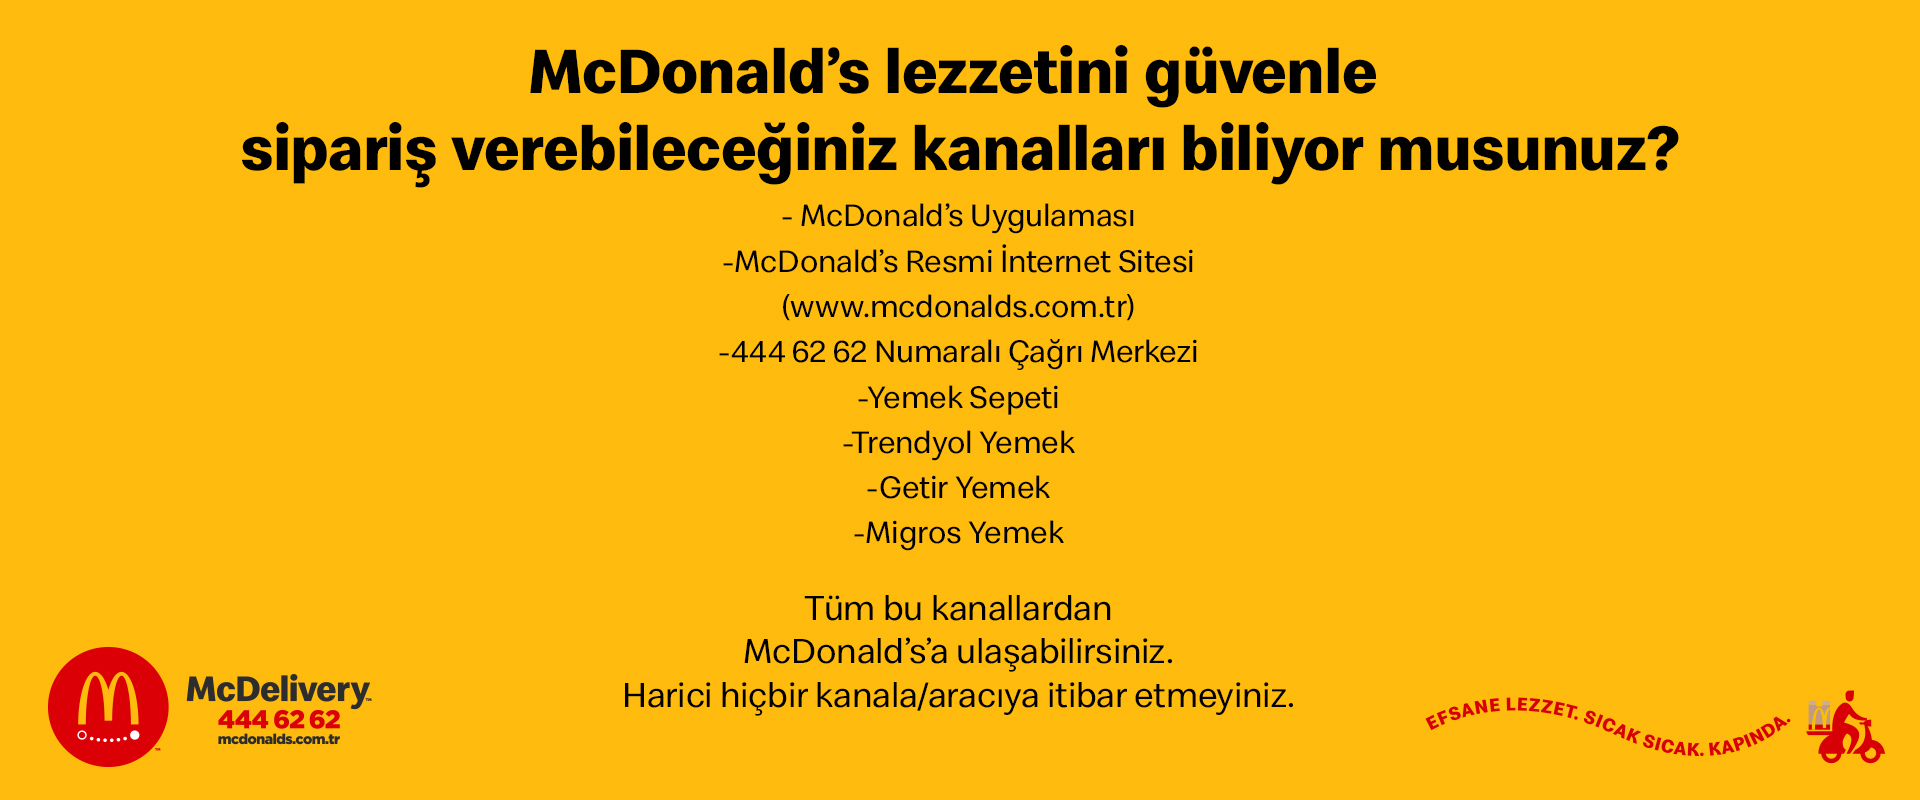 McDonald’s lezzetini güvenle
sipariş verebileceğiniz kanalları biliyor musunuz?
- McDonald’s Uygulaması
-McDonald’s Resmi İnternet Sitesi
(www.mcdonalds.com.tr)
-444 62 62 Numaralı Çağrı Merkezi
-Yemek Sepeti
-Trendyol Yemek
-Getir Yemek
-Migros Yemek
Tüm bu kanallardan
McDonald’s’a ulaşabilirsiniz.
Harici hiçbir kanala/aracıya itibar etmeyiniz.
McDelivery™
444 62 62
mcdonalds.com.tr
EFSANE LEZZET. SICAK SICAK. KAPINDA.